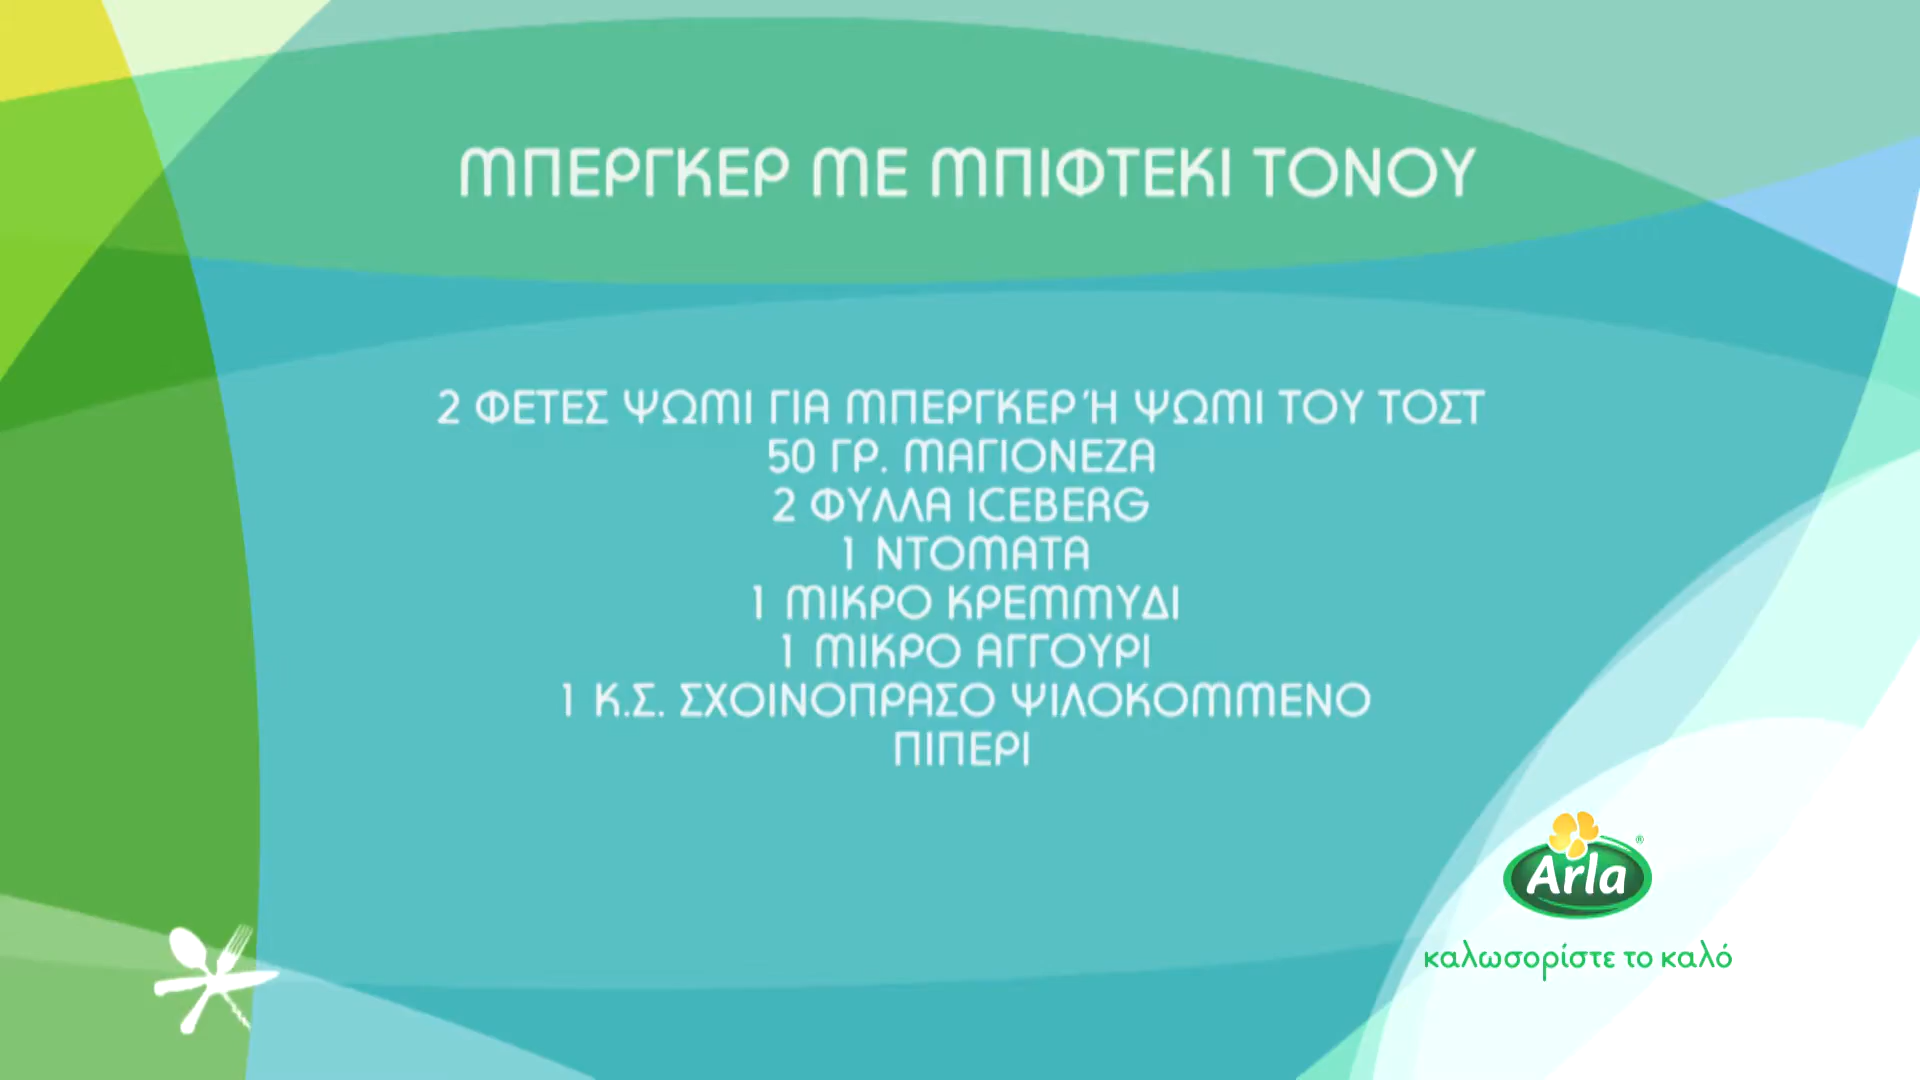 ΜΠΕΡΓΚΕΡ ΜΕ ΜΠΙΦΤΕΚΙ ΤΟΝΟΥ
2 ΦΕΤΕΣ ΨΩΜΙ ΓΙΑ ΜΠΕΡΓΚΕΡ Ή ΨΩΜΙ ΤΟΥ ΤΟΣΤ
50 ΓΡ. ΜΑΓΙΟΝΕΖΑ
2 ΦΥΛΛΑ ICEBERG
1 ΝΤΟΜΑΤΑ
1 ΜΙΚΡΟ ΚΡΕΜΜΥΔΙ
1 ΜΙΚΡΟ ΑΓΓΟΥΡΙ
1 Κ.Σ. ΣΧΟΙΝΟΠΡΑΣΟ ΨΙΛΟΚΟΜΜΕΝΟ
ΠΙΠΕΡΙ
Arla®
καλωσορίστε το καλό